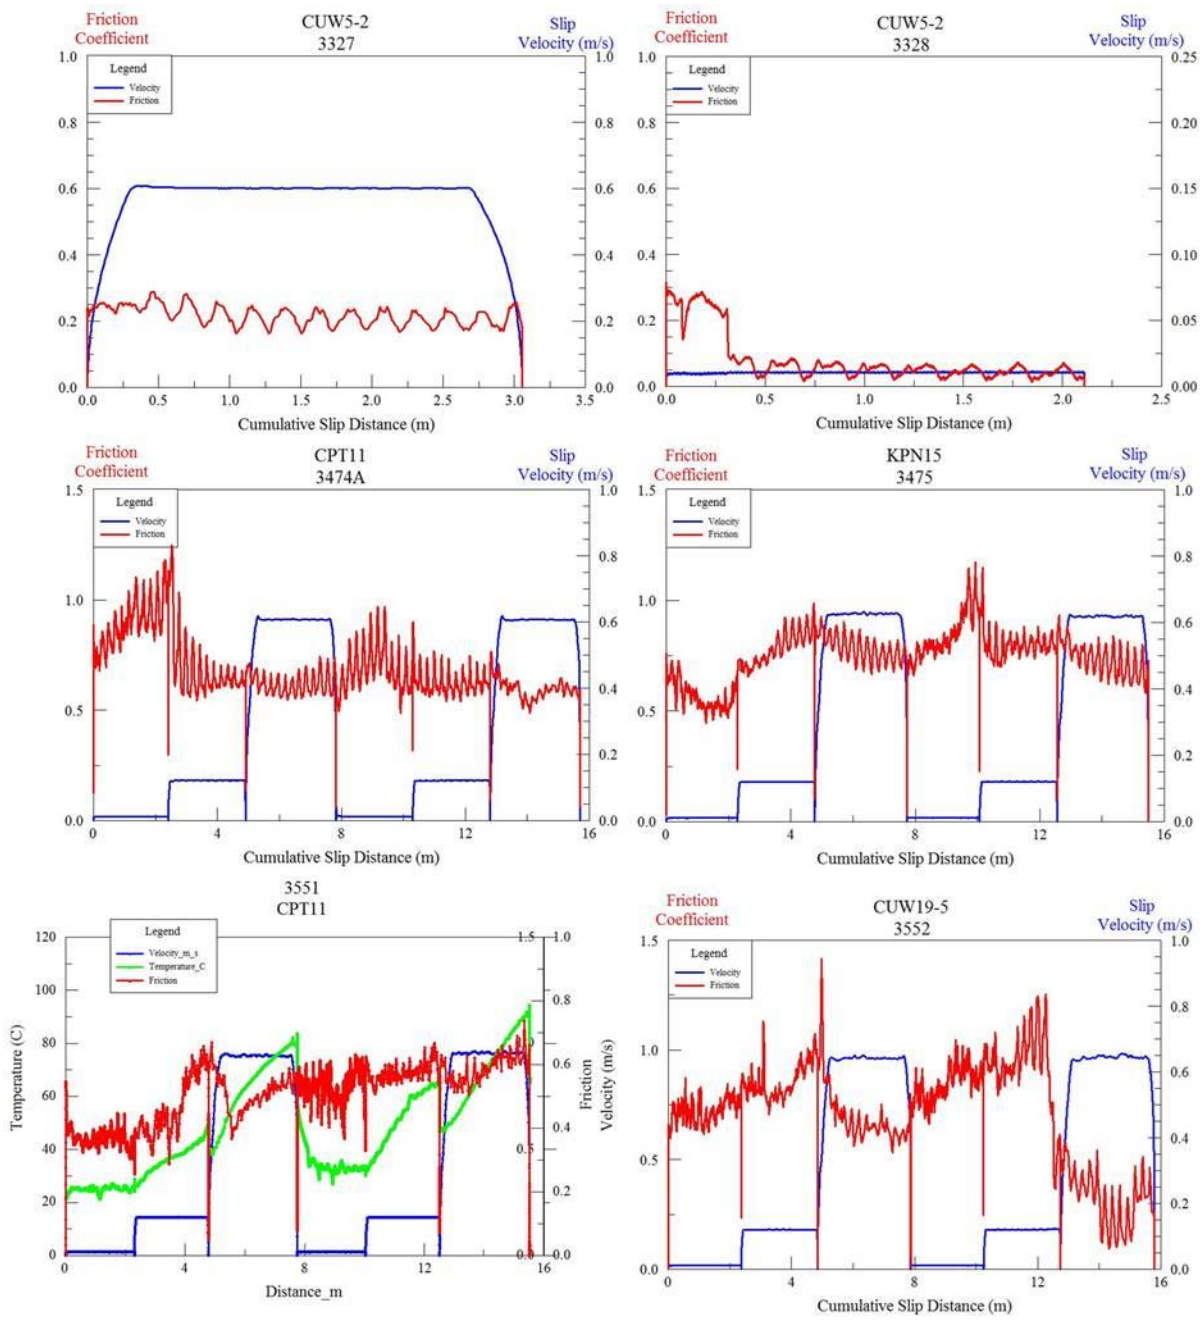 Friction
Coefficient
CUW5-2
3327
Slip
Velocity (m/s)
1.0
0.8
0.6
0.4
0.2
0.0
Legend
Velocity
Friction
1.0
0.8
0.6
0.4
0.2
0.0
0.0 0.5 1.0 1.5 2.0 2.5 3.0 3.5
Cumulative Slip Distance (m)
Friction
Coefficient
CUW5-2
3328
Slip
Velocity (m/s)
1.0
0.8
0.6
0.4
0.2
0.0
Legend
Velocity
Friction
0.25
0.20
0.15
0.10
0.05
0.00
0.0 0.5 1.0 1.5 2.0 2.5
Cumulative Slip Distance (m)
Friction
Coefficient
CPT11
3474A
Slip
Velocity (m/s)
1.5
1.0
0.5
0.0
Legend
Velocity
Friction
1.0
0.8
0.6
0.4
0.2
0.0
0 4 8 12 16
Cumulative Slip Distance (m)
Friction
Coefficient
KPN15
3475
Slip
Velocity (m/s)
1.5
1.0
0.5
0.0
Legend
Velocity
Friction
1.0
0.8
0.6
0.4
0.2
0.0
0 4 8 12 16
Cumulative Slip Distance (m)
3551
CPT11
Legend
Velocity_m_s
Temperature_C
Friction
Temperature (C)
120
100
80
60
40
20
0
1.5
0.5
0.0
Friction
1.0
0.8
0.6
0.4
0.2
0.0
Velocity (m/s)
0 4 8 12 16
Distance_m
Friction
Coefficient
CUW19-5
3552
Slip
Velocity (m/s)
1.5
1.0
0.5
0.0
Legend
Velocity
Friction
1.0
0.8
0.6
0.4
0.2
0.0
0 4 8 12 16
Cumulative Slip Distance (m)